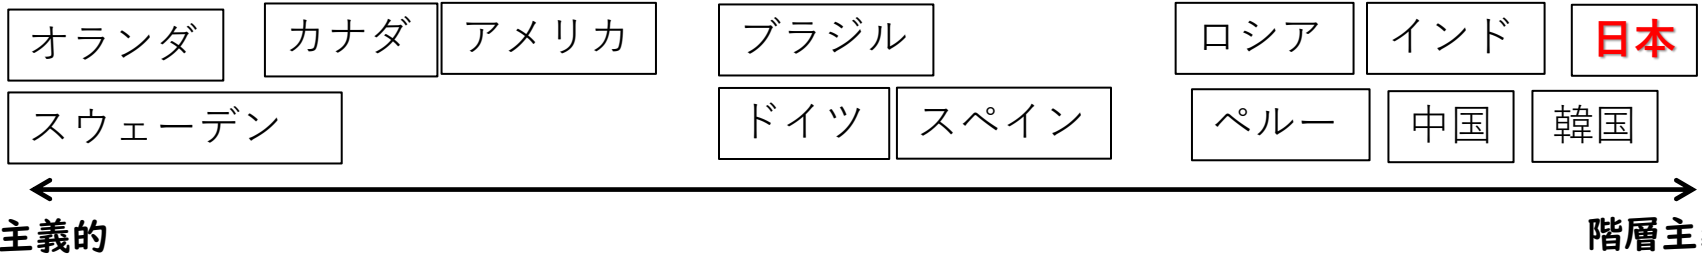 オランダ カナダ アメリカ ブラジル ロシア インド 日本
スウェーデン ドイツ スペイン ペルー 中国 韓国
主義的 階層主